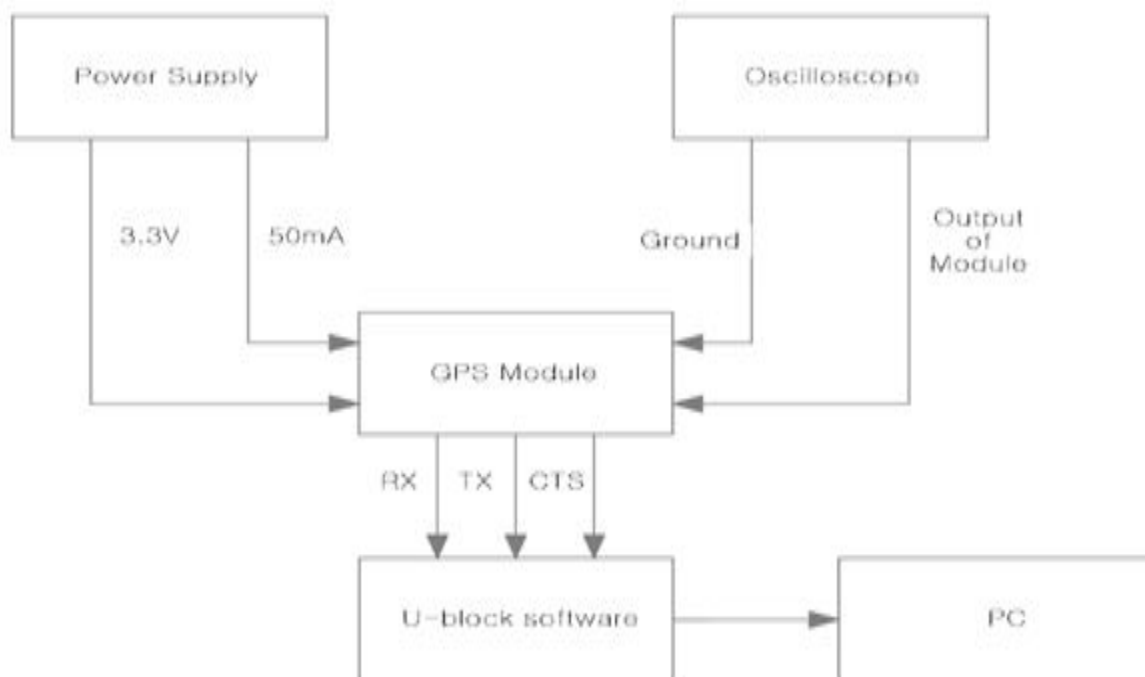 Power Supply
Oscilloscope
3.3V
50mA
Ground
Output
of
Module
GPS Module
RX
TX
CTS
U-block software
PC